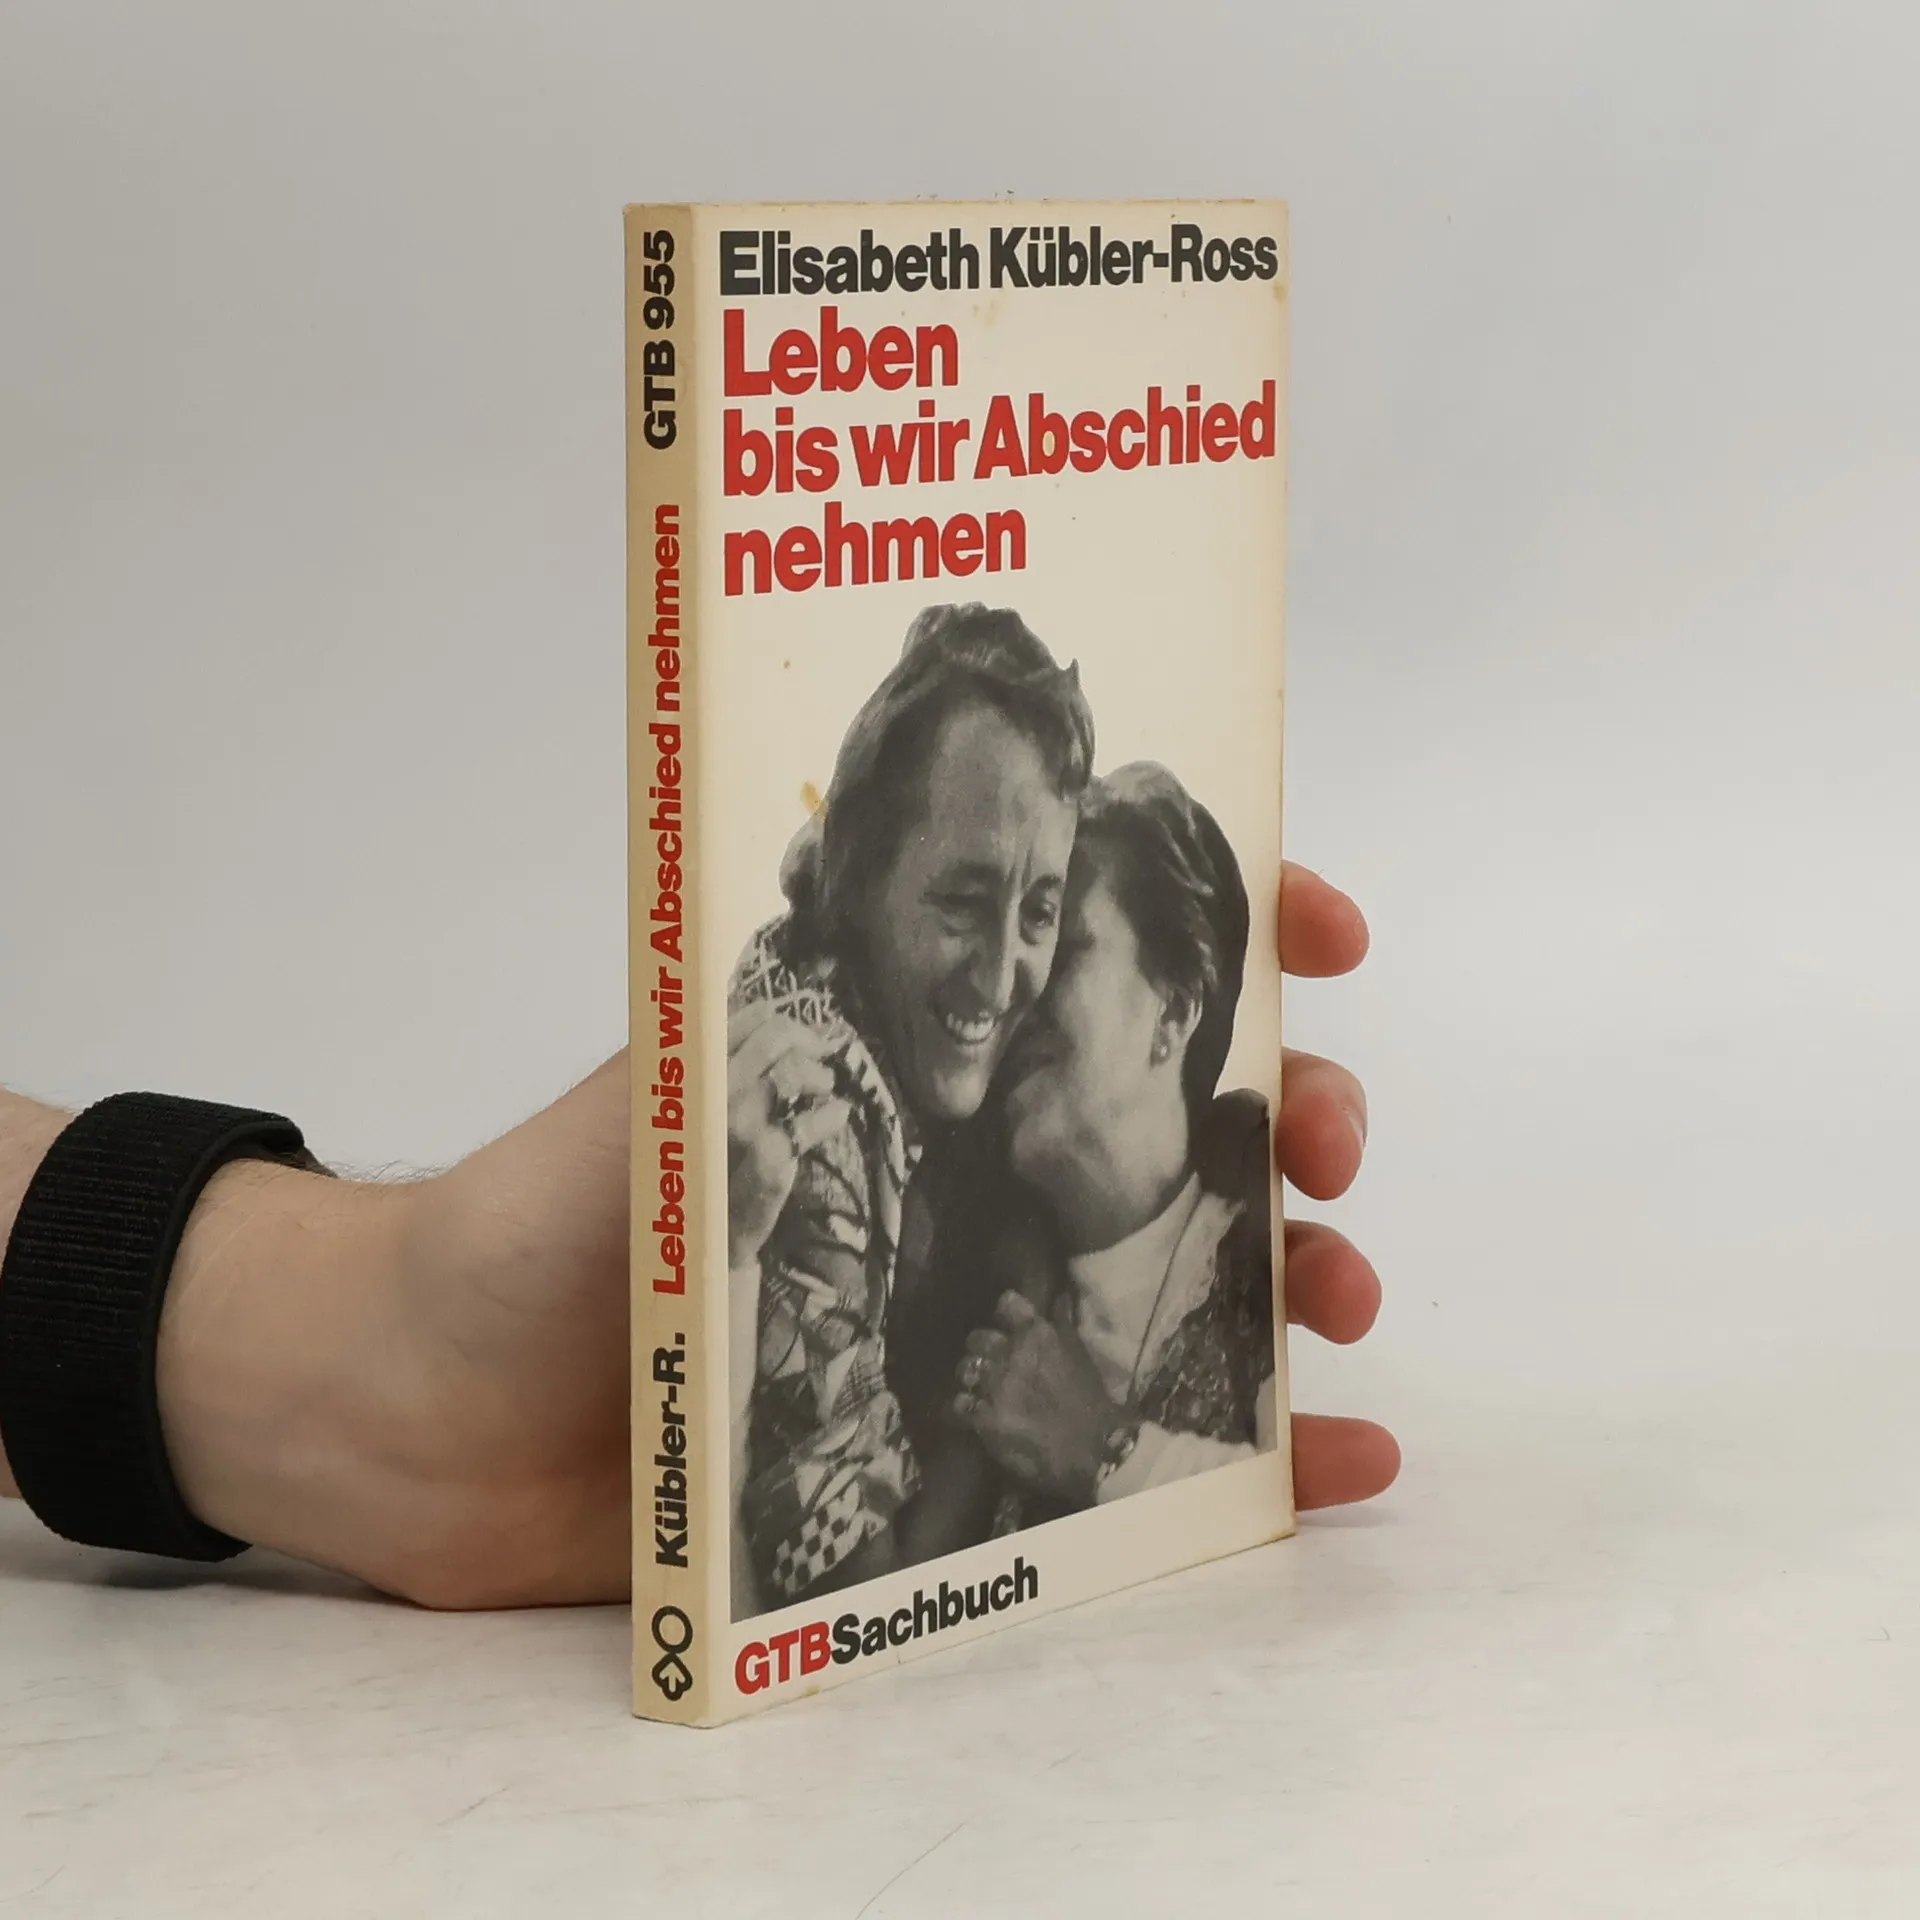 Elisabeth Kübler-Ross
Leben
bis wir Abschied
nehmen
GTBSachbuch
Kübler-R. Leben bis wir Abschied nehmen GTB 955